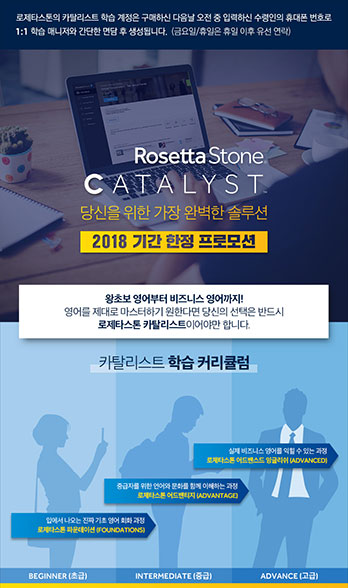 로제타스톤의 카탈리스트 학습 계정은 구매하신 다음날 오전 중 입력하신 수령인의 휴대폰 번호로
1:1 학습 매니저와 간단한 면담 후 생성됩니다. (금요일/휴일은 휴일 이후 유선 연락)
Rosetta Stone
CATALYST
당신을 위한 가장 완벽한 솔루션
2018 기간 한정 프로모션
왕초보 영어부터 비즈니스 영어까지!
영어를 제대로 마스터하기 원한다면 당신의 선택은 반드시
로제타스톤 카탈리스트이어야만 합니다.
카탈리스트 학습 커리큘럼
실제 비즈니스 영어를 익힐 수 있는 과정
로제타스톤 어드밴스드 잉글리쉬 (ADVANCED)
중급자를 위한 언어와 문화를 함께 이해하는 과정
로제타스톤 어드밴티지 (ADVANTAGE)
입에서 나오는 진짜 기초 영어 회화 과정
로제타스톤 파운데이션 (FOUNDATIONS)
BEGINNER (초급)
INTERMEDIATE (중급)
ADVANCE (고급)